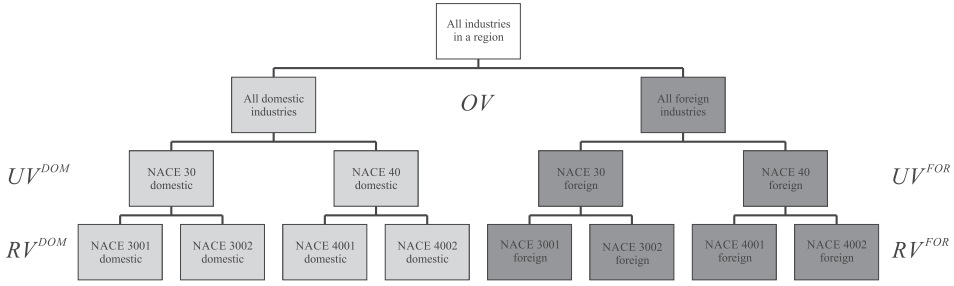 All industries
in a region
All domestic
industries
OV
All foreign
industries
UV^DOM
NACE 30
domestic
NACE 40
domestic
NACE 30
foreign
NACE 40
foreign
UV^FOR
RV^DOM
NACE 3001
domestic
NACE 3002
domestic
NACE 4001
domestic
NACE 4002
domestic
NACE 3001
foreign
NACE 3002
foreign
NACE 4001
foreign
NACE 4002
foreign
RV^FOR